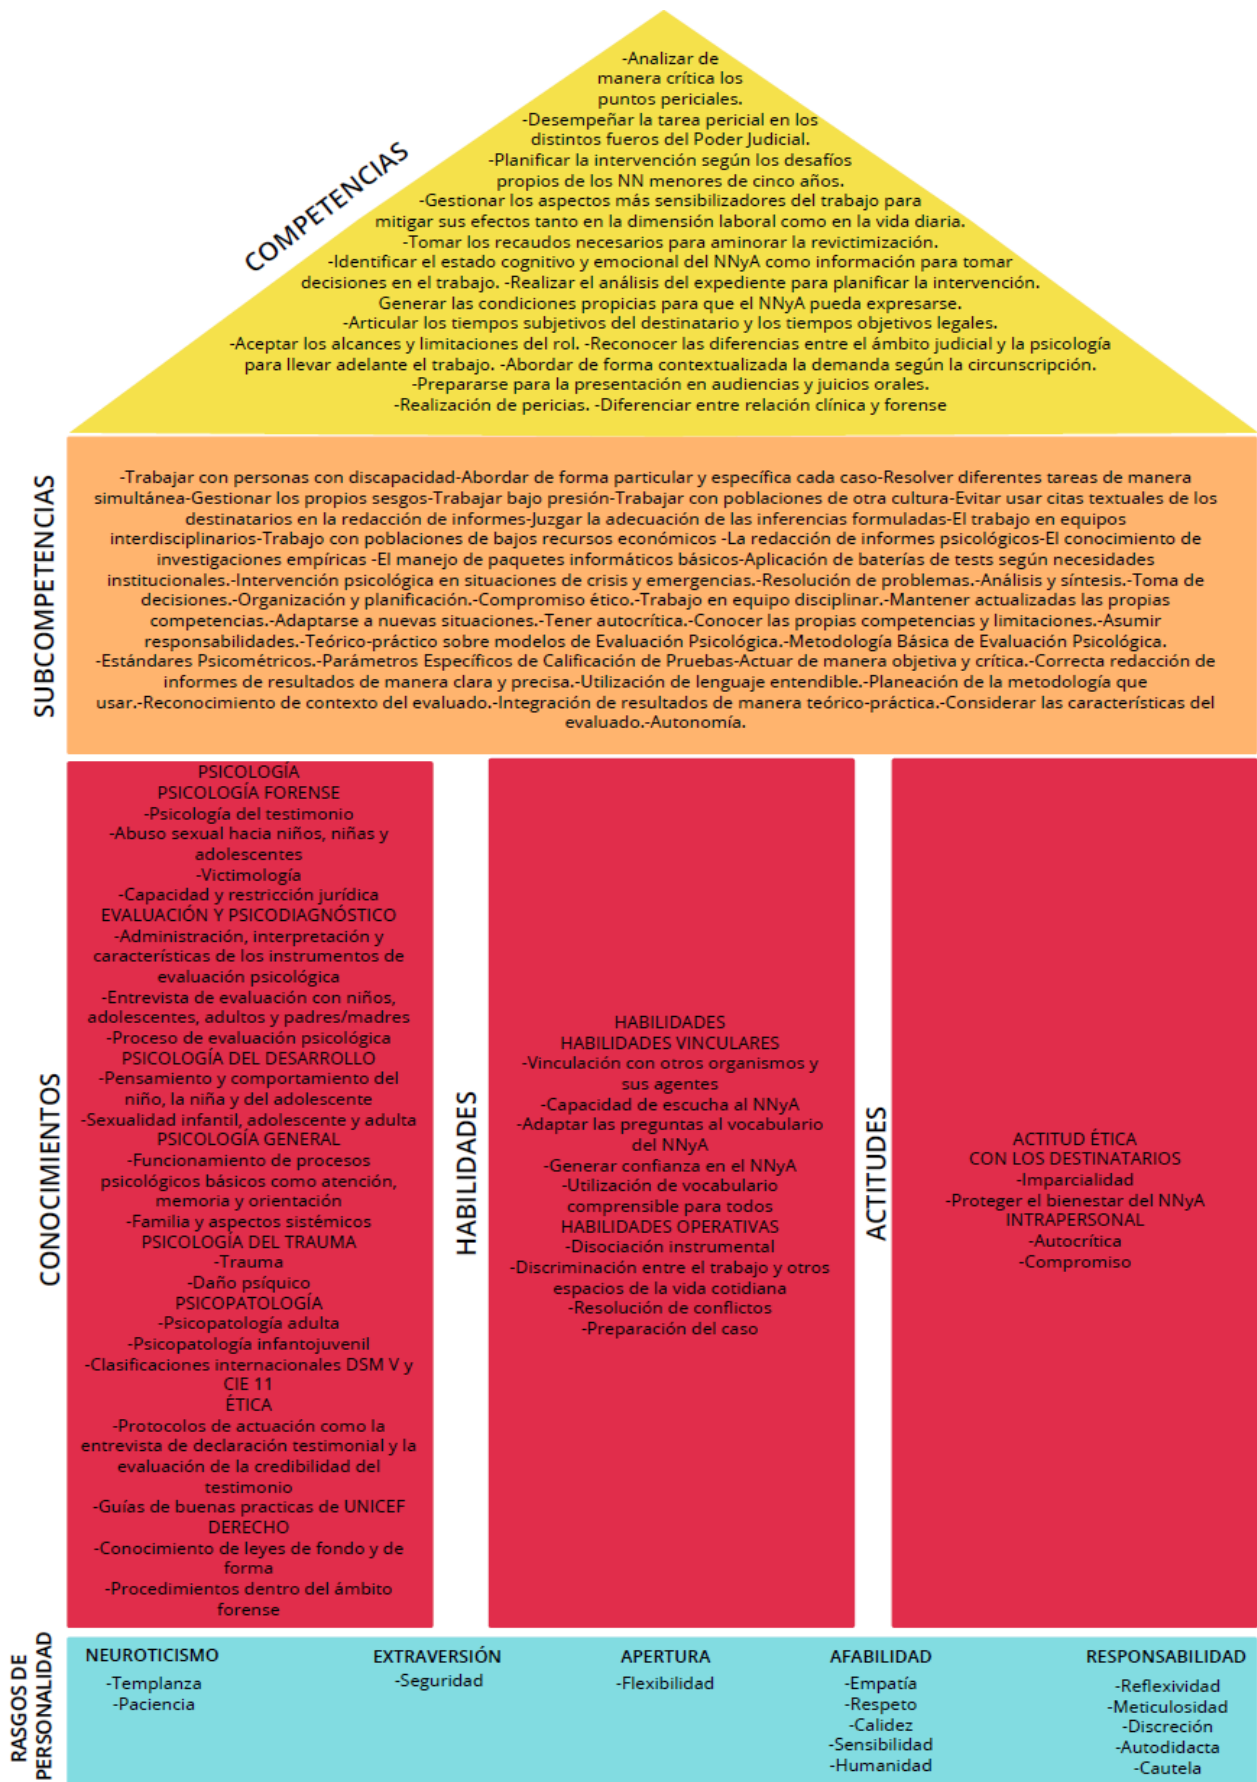 COMPETENCIAS
-Analizar de
manera crítica los
puntos periciales.
-Desempeñar la tarea pericial en los
distintos fueros del Poder Judicial.
-Planificar la intervención según los desafíos
propios de los NN menores de cinco años.
-Gestionar los aspectos más sensibilizadores del trabajo para
mitigar sus efectos tanto en la dimensión laboral como en la vida diaria.
-Tomar los recaudos necesarios para aminorar la revictimización.
-Identificar el estado cognitivo y emocional del NNyA como información para tomar
decisiones en el trabajo. -Realizar el análisis del expediente para planificar la intervención.
Generar las condiciones propicias para que el NNyA pueda expresarse.
-Articular los tiempos subjetivos del destinatario y los tiempos objetivos legales.
-Aceptar los alcances y limitaciones del rol. -Reconocer las diferencias entre el ámbito judicial y la psicología
para llevar adelante el trabajo. -Abordar de forma contextualizada la demanda según la circunscripción.
-Prepararse para la presentación en audiencias y juicios orales.
-Realización de pericias. -Diferenciar entre relación clínica y forense
SUBCOMPETENCIAS
-Trabajar con personas con discapacidad-Abordar de forma particular y específica cada caso-Resolver diferentes tareas de manera
simultánea-Gestionar los propios sesgos-Trabajar bajo presión-Trabajar con poblaciones de otra cultura-Evitar usar citas textuales de los
destinatarios en la redacción de informes-Juzgar la adecuación de las inferencias formuladas-El trabajo en equipos
interdisciplinarios-Trabajo con poblaciones de bajos recursos económicos -La redacción de informes psicológicos-El conocimiento de
investigaciones empíricas -El manejo de paquetes informáticos básicos-Aplicación de baterías de tests según necesidades
institucionales.-Intervención psicológica en situaciones de crisis y emergencias.-Resolución de problemas.-Análisis y síntesis.-Toma de
decisiones.-Organización y planificación.-Compromiso ético.-Trabajo en equipo disciplinar.-Mantener actualizadas las propias
competencias.-Adaptarse a nuevas situaciones.-Tener autocrítica.-Conocer las propias competencias y limitaciones.-Asumir
responsabilidades.-Teórico-práctico sobre modelos de Evaluación Psicológica.-Metodología Básica de Evaluación Psicológica.
-Estándares Psicométricos.-Parámetros Específicos de Calificación de Pruebas-Actuar de manera objetiva y crítica.-Correcta redacción de
informes de resultados de manera clara y precisa.-Utilización de lenguaje entendible.-Planeación de la metodología que
usar.-Reconocimiento de contexto del evaluado.-Integración de resultados de manera teórico-práctica.-Considerar las características del
evaluado.-Autonomía.
CONOCIMIENTOS
PSICOLOGÍA
PSICOLOGÍA FORENSE
-Psicología del testimonio
-Abuso sexual hacia niños, niñas y
adolescentes
-Victimología
-Capacidad y restricción jurídica
EVALUACIÓN Y PSICODIAGNÓSTICO
-Administración, interpretación y
características de los instrumentos de
evaluación psicológica
-Entrevista de evaluación con niños,
adolescentes, adultos y padres/madres
-Proceso de evaluación psicológica
PSICOLOGÍA DEL DESARROLLO
-Pensamiento y comportamiento del
niño, la niña y del adolescente
-Sexualidad infantil, adolescente y adulta
PSICOLOGÍA GENERAL
-Funcionamiento de procesos
psicológicos básicos como atención,
memoria y orientación
-Familia y aspectos sistémicos
PSICOLOGÍA DEL TRAUMA
-Trauma
-Daño psíquico
PSICOPATOLOGÍA
-Psicopatología adulta
-Psicopatología infantojuvenil
-Clasificaciones internacionales DSM V y
CIE 11
ÉTICA
-Protocolos de actuación como la
entrevista de declaración testimonial y la
evaluación de la credibilidad del
testimonio
-Guías de buenas practicas de UNICEF
DERECHO
-Conocimiento de leyes de fondo y de
forma
-Procedimientos dentro del ámbito
forense
HABILIDADES
HABILIDADES
HABILIDADES VINCULARES
-Vinculación con otros organismos y
sus agentes
-Capacidad de escucha al NNyA
-Adaptar las preguntas al vocabulario
del NNyA
-Generar confianza en el NNyA
-Utilización de vocabulario
comprensible para todos
HABILIDADES OPERATIVAS
-Disociación instrumental
-Discriminación entre el trabajo y otros
espacios de la vida cotidiana
-Resolución de conflictos
-Preparación del caso
ACTITUDES
ACTITUD ÉTICA
CON LOS DESTINATARIOS
-Imparcialidad
-Proteger el bienestar del NNyA
INTRAPERSONAL
-Autocrítica
-Compromiso
RASGOS DE
PERSONALIDAD
NEUROTICISMO
-Templanza
-Paciencia
EXTRAVERSIÓN
-Seguridad
APERTURA
-Flexibilidad
AFABILIDAD
-Empatía
-Respeto
-Calidez
-Sensibilidad
-Humanidad
RESPONSABILIDAD
-Reflexividad
-Meticulosidad
-Discreción
-Autodidacta
-Cautela